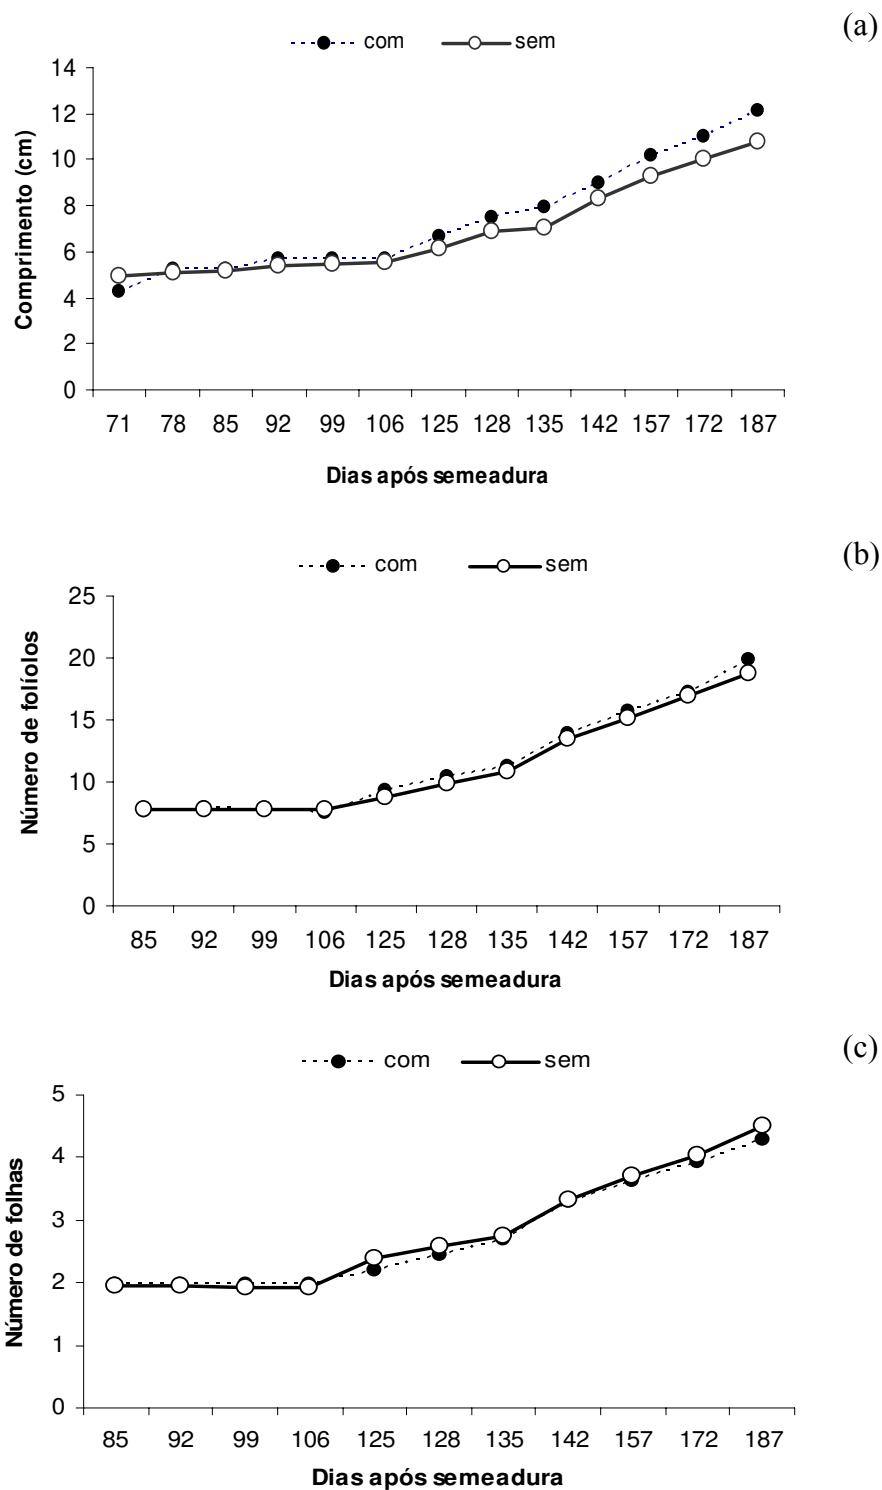 (a)
com sem
14
12
10
8
6
4
2
0
Comprimento (cm)
71 78 85 92 99 106 125 128 135 142 157 172 187
Dias após semeadura
(b)
com sem
25
20
15
10
5
0
Número de folíolos
85 92 99 106 125 128 135 142 157 172 187
Dias após semeadura
(c)
com sem
5
4
3
2
1
0
Número de folhas
85 92 99 106 125 128 135 142 157 172 187
Dias após semeadura